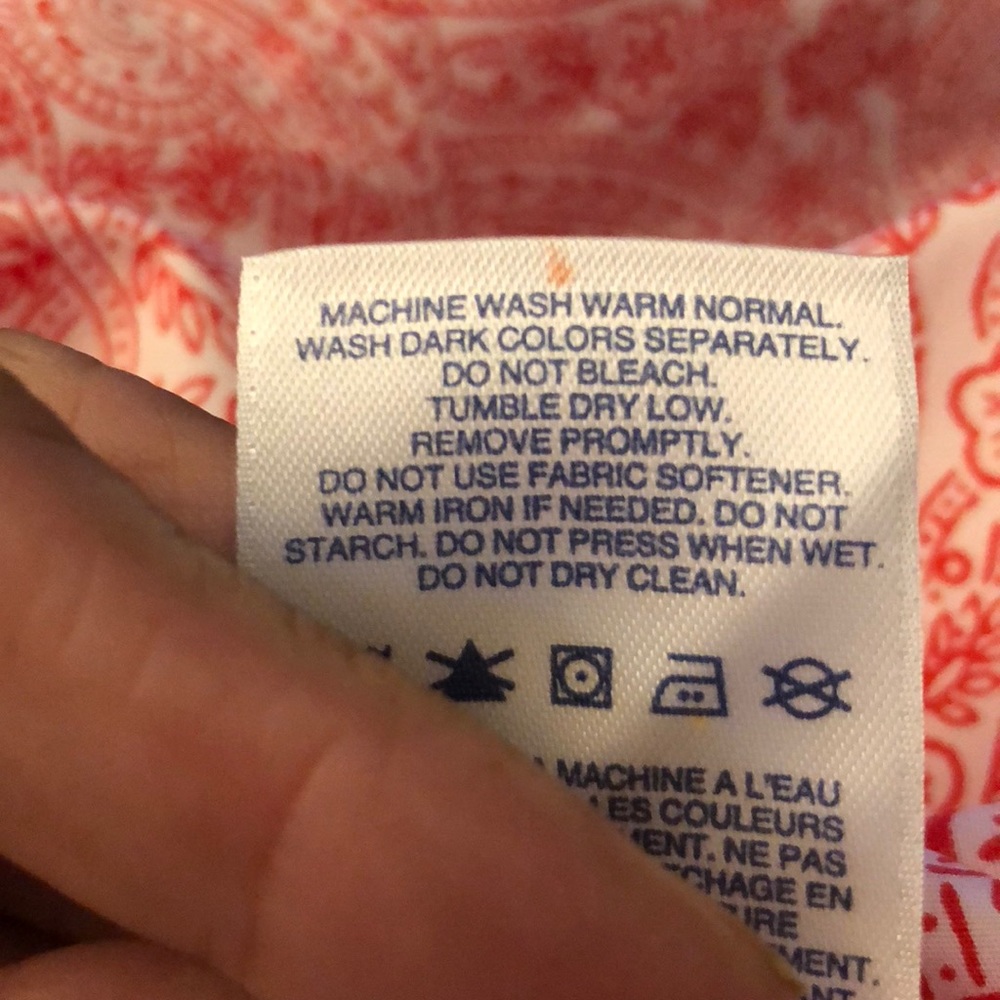 MACHINE WASH WARM NORMAL.
WASH DARK COLORS SEPARATELY.
DO NOT BLEACH.
TUMBLE DRY LOW.
REMOVE PROMPTLY.
DO NOT USE FABRIC SOFTENER.
WARM IRON IF NEEDED. DO NOT
STARCH. DO NOT PRESS WHEN WET.
DO NOT DRY CLEAN.
MACHINE A L'EAU
LES COULEURS
MENT. NE PAS
CHAGE EN
URE
MENT.